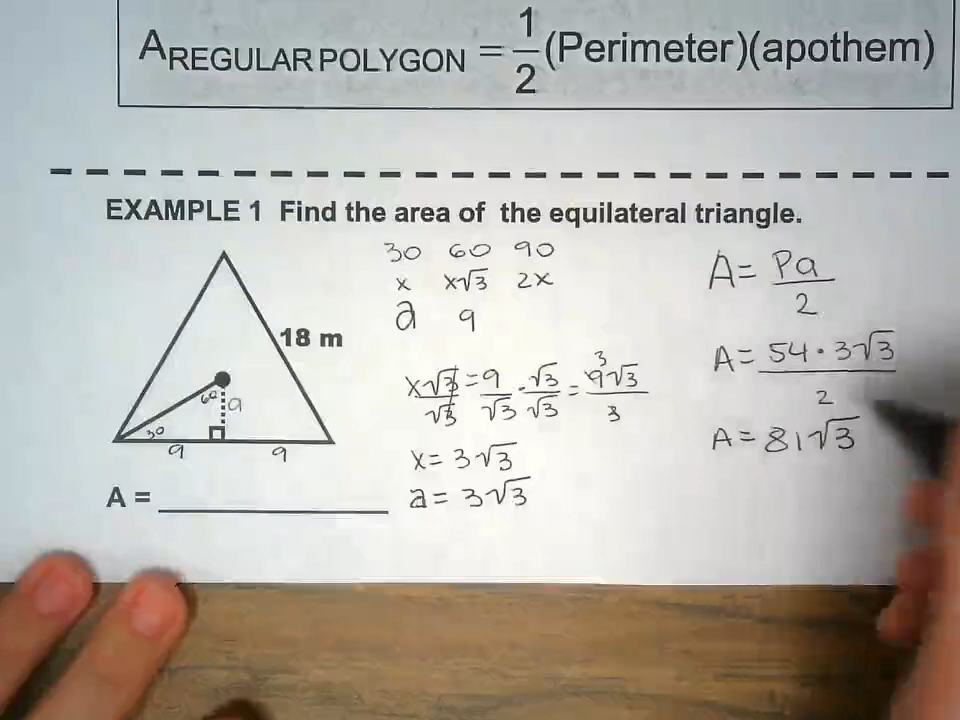 A REGULAR POLYGON = 1/2 (Perimeter)(apothem)
EXAMPLE 1 Find the area of the equilateral triangle.
18 m
60
a
30
9 9
A = ________________
30 60 90
x x√3 2x
a 9
x√3/√3 = 9/√3 · √3/√3 = 9√3/3
3
x = 3√3
a = 3√3
A = Pa/2
A = 54 · 3√3/2
A = 81√3